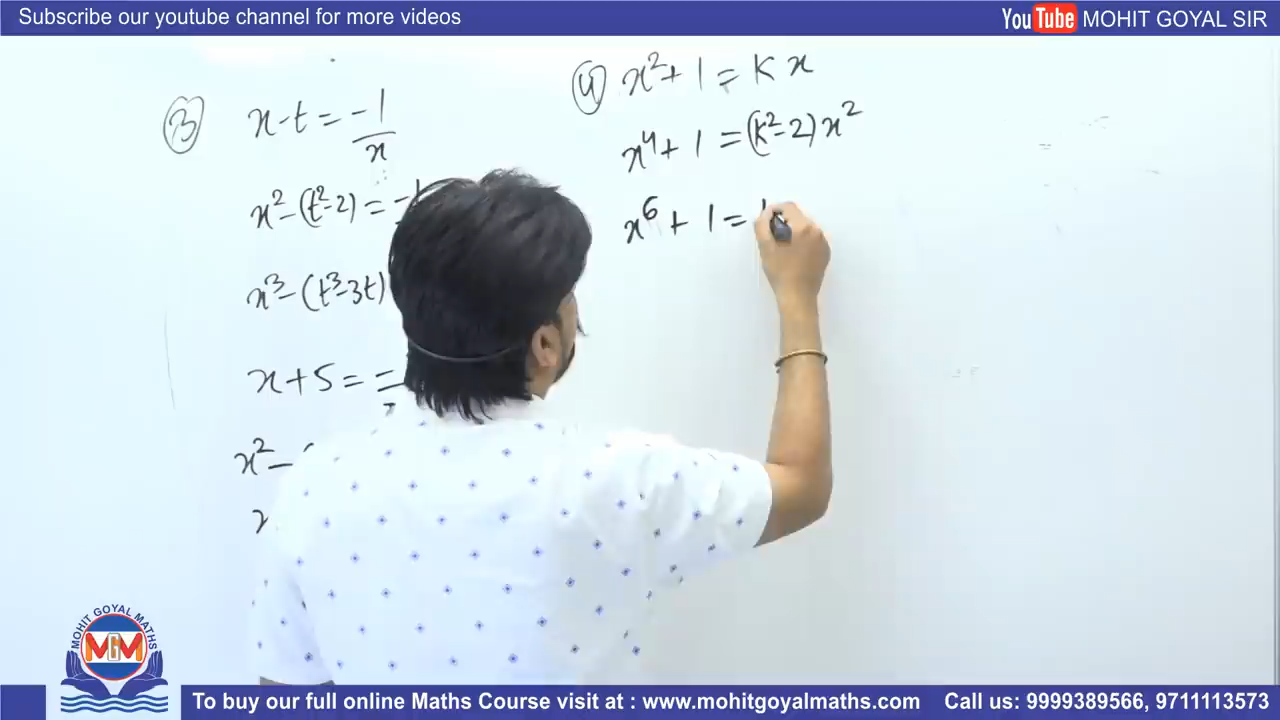 Subscribe our youtube channel for more videos
YouTube MOHIT GOYAL SIR
③ x-t = -1/x
x²-(t²-2) = -1
x³-(t³-3t)
x+5 =
x²-
④ x²+1 = Kx
x⁴+1 = (k²-2)x²
x⁶+1 =
MOHIT GOYAL MATHS
MGM
To buy our full online Maths Course visit at : www.mohitgoyalmaths.com Call us: 9999389566, 9711113573